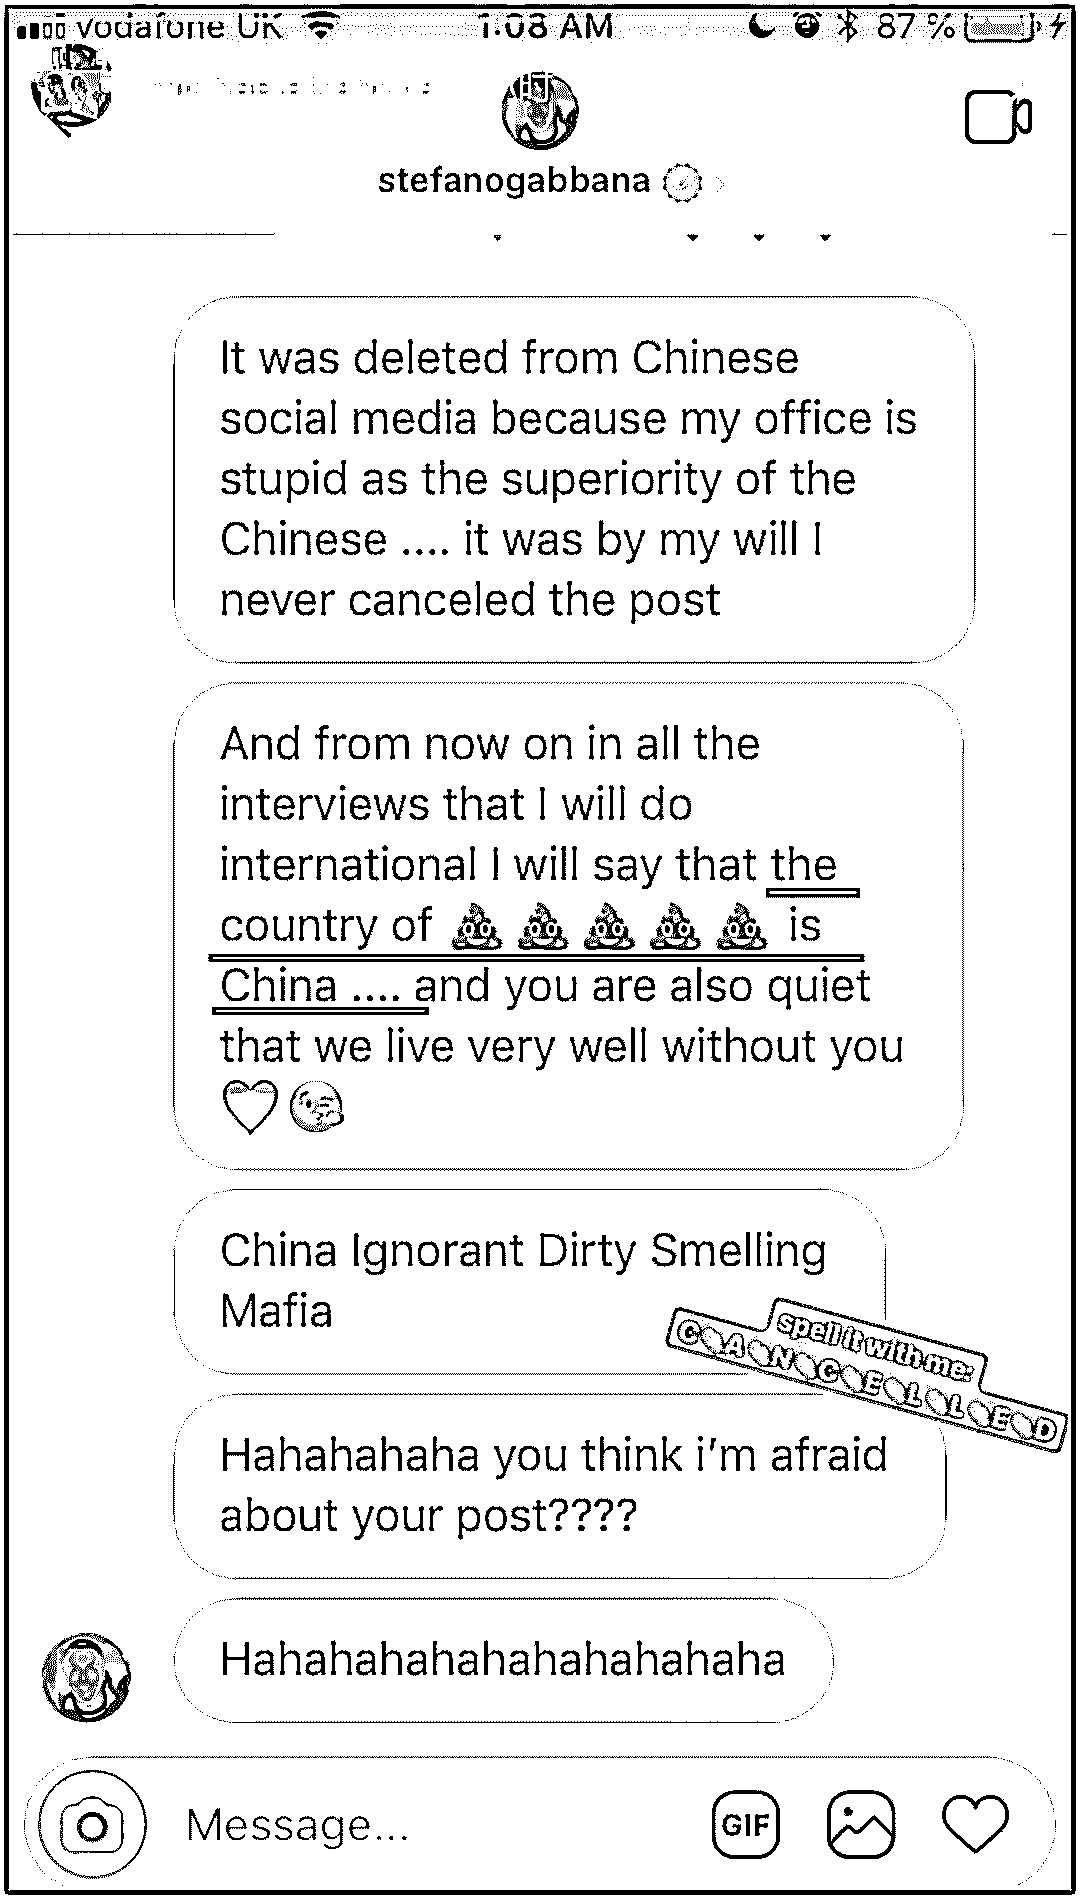 vodafone UK 1:08 AM 87 %
stefanogabbana
It was deleted from Chinese
social media because my office is
stupid as the superiority of the
Chinese .... it was by my will I
never canceled the post
And from now on in all the
interviews that I will do
international I will say that the
country of 💩💩💩💩💩 is
China .... and you are also quiet
that we live very well without you
❤️😘
China Ignorant Dirty Smelling
Mafia
spell it with me:
C A N C E L L E D
Hahahahaha you think i'm afraid
about your post????
Hahahahahahahahahahaha
Message...
GIF